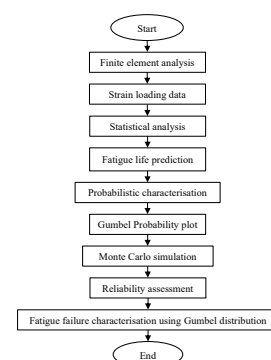 Start
Finite element analysis
Strain loading data
Statistical analysis
Fatigue life prediction
Probabilistic characterisation
Gumbel Probability plot
Monte Carlo simulation
Reliability assessment
Fatigue failure characterisation using Gumbel distribution
End